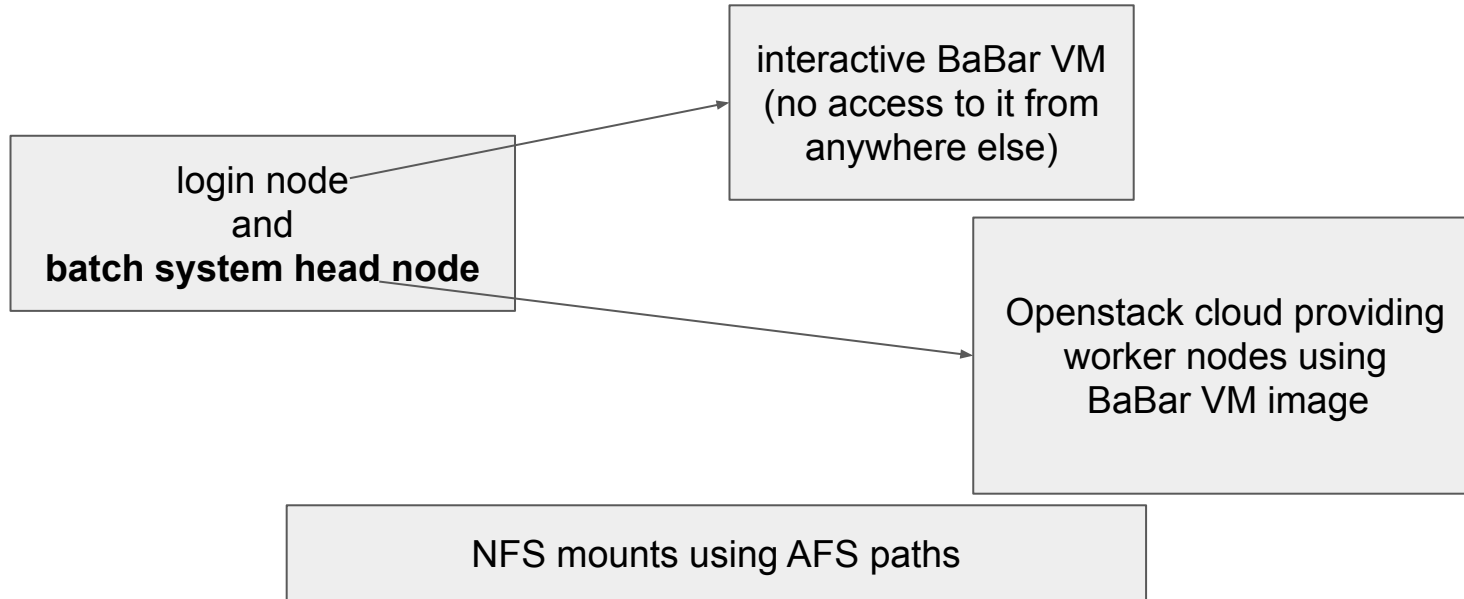 interactive BaBar VM
(no access to it from
anywhere else)
login node
and
batch system head node
Openstack cloud providing
worker nodes using
BaBar VM image
NFS mounts using AFS paths